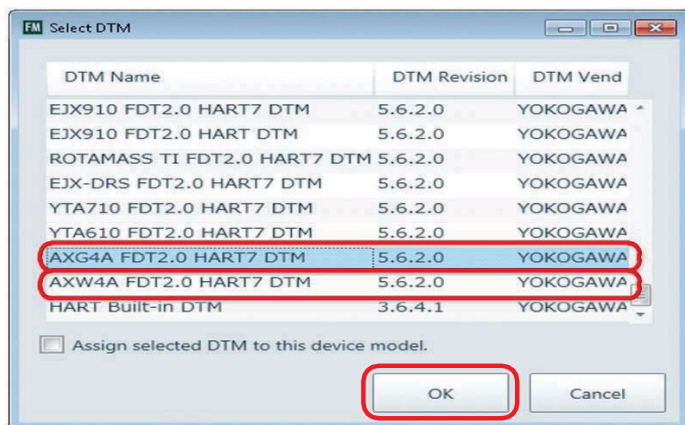 FM Select DTM
DTM Name DTM Revision DTM Vend
EJX910 FDT2.0 HART7 DTM 5.6.2.0 YOKOGAWA
EJX910 FDT2.0 HART DTM 5.6.2.0 YOKOGAWA
ROTAMASS TI FDT2.0 HART7 DTM 5.6.2.0 YOKOGAWA
EJX-DRS FDT2.0 HART7 DTM 5.6.2.0 YOKOGAWA
YTA710 FDT2.0 HART7 DTM 5.6.2.0 YOKOGAWA
YTA610 FDT2.0 HART7 DTM 5.6.2.0 YOKOGAWA
AXG4A FDT2.0 HART7 DTM 5.6.2.0 YOKOGAWA
AXW4A FDT2.0 HART7 DTM 5.6.2.0 YOKOGAWA
HART Built-in DTM 3.6.4.1 YOKOGAWA
Assign selected DTM to this device model.
OK Cancel